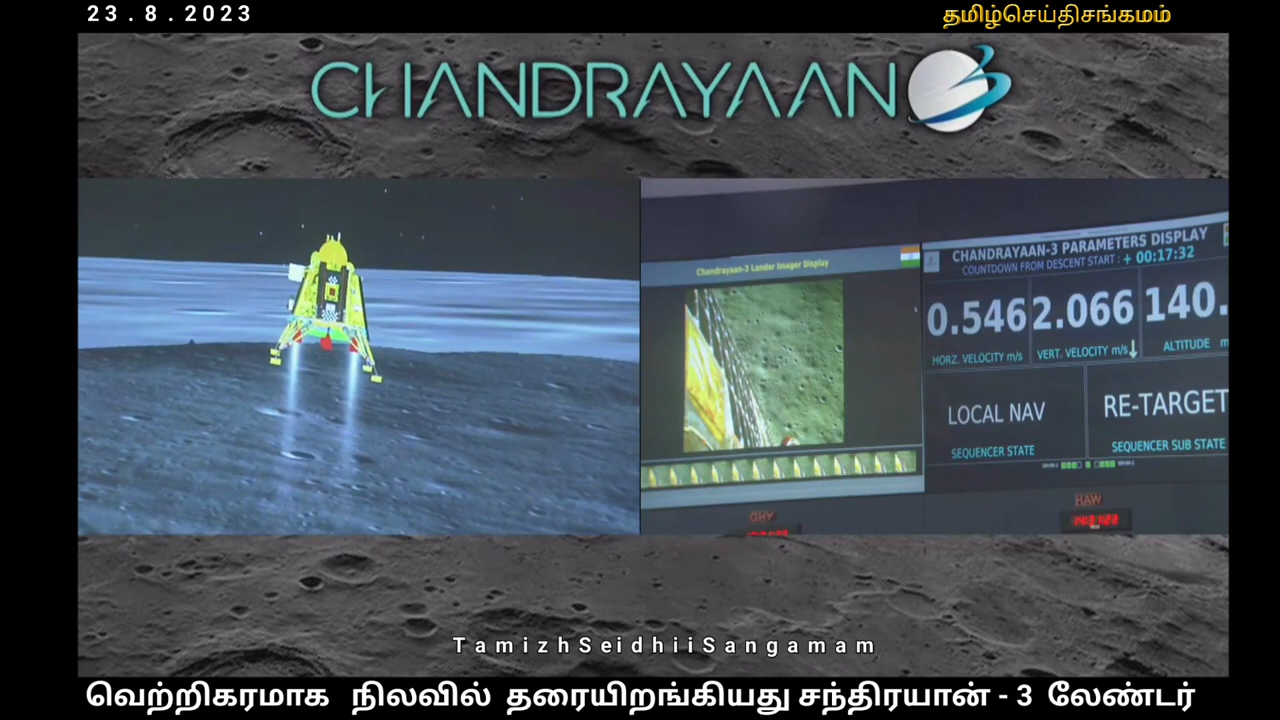 23.8.2023
தமிழ்செய்திசங்கமம்
CHANDRAYAAN 3
Chandrayaan-3 Lander Imager Display
CHANDRAYAAN-3 PARAMETERS DISPLAY
COUNTDOWN FROM DESCENT START : + 00:17:32
0.546 2.066 140.
HORZ. VELOCITY m/s VERT. VELOCITY m/s↓ ALTITUDE m
LOCAL NAV RE-TARGET
SEQUENCER STATE SEQUENCER SUB STATE
GHY HAW
TamizhSeidhiiSangamam
வெற்றிகரமாக நிலவில் தரையிறங்கியது சந்திரயான் - 3 லேண்டர்